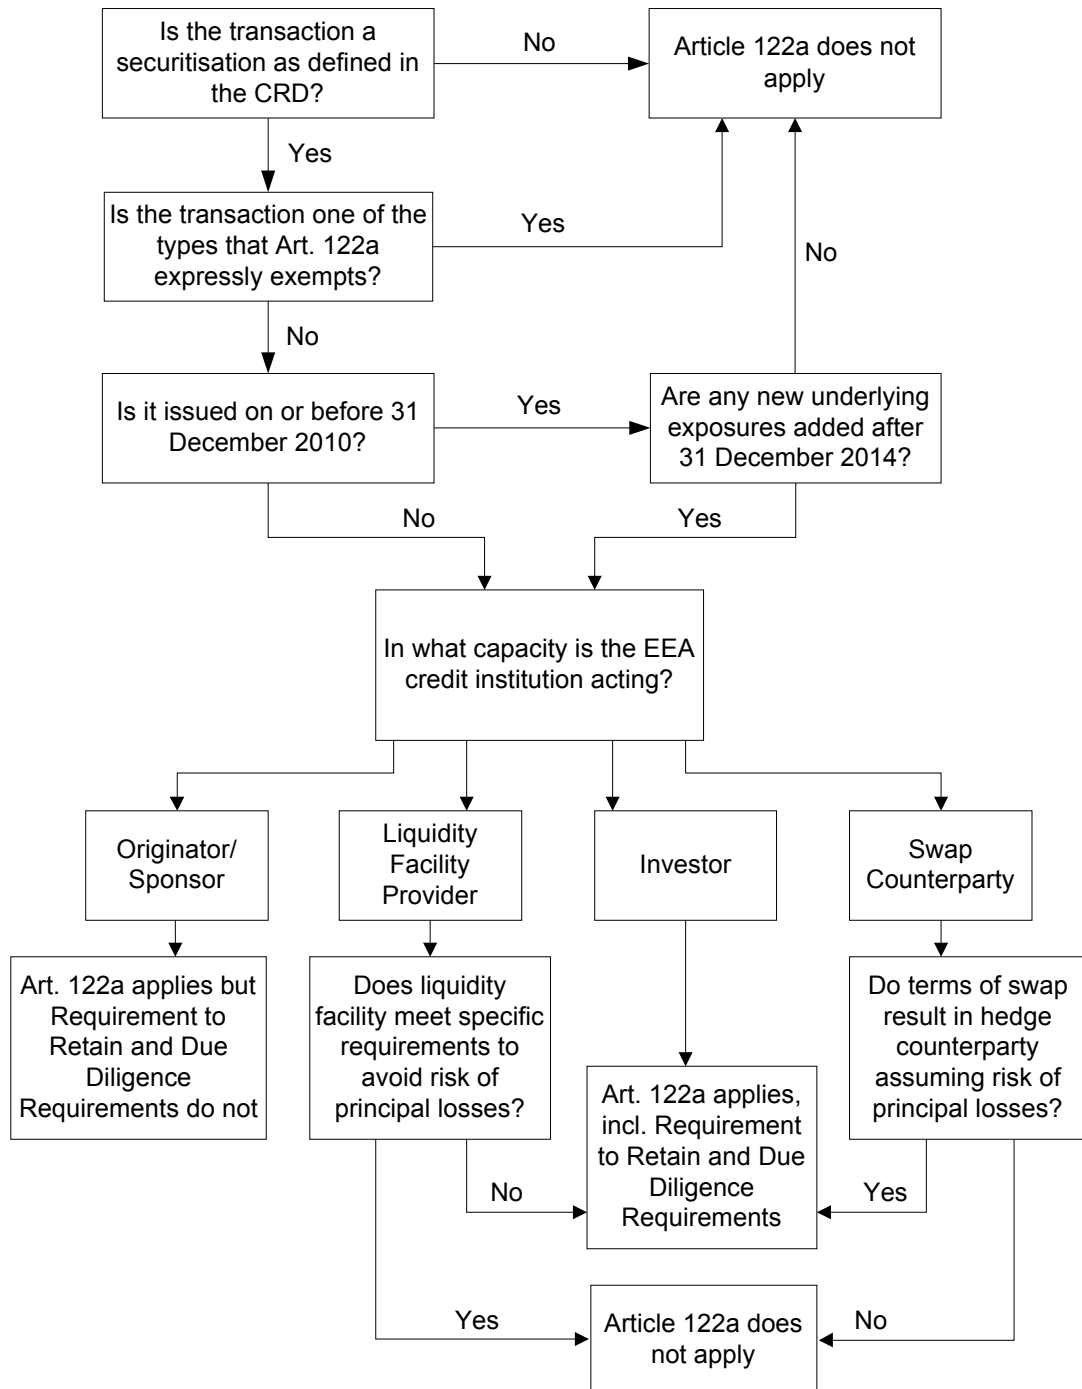 Is the transaction a
securitisation as defined in
the CRD?
No
Article 122a does not
apply
Yes
Is the transaction one of the
types that Art. 122a
expressly exempts?
Yes
No
No
Is it issued on or before 31
December 2010?
Yes
Are any new underlying
exposures added after
31 December 2014?
No
Yes
In what capacity is the EEA
credit institution acting?
Originator/
Sponsor
Liquidity
Facility
Provider
Investor
Swap
Counterparty
Art. 122a applies but
Requirement to
Retain and Due
Diligence
Requirements do not
Does liquidity
facility meet specific
requirements to
avoid risk of
principal losses?
Art. 122a applies,
incl. Requirement
to Retain and Due
Diligence
Requirements
Do terms of swap
result in hedge
counterparty
assuming risk of
principal losses?
No
Yes
Yes
Article 122a does
not apply
No